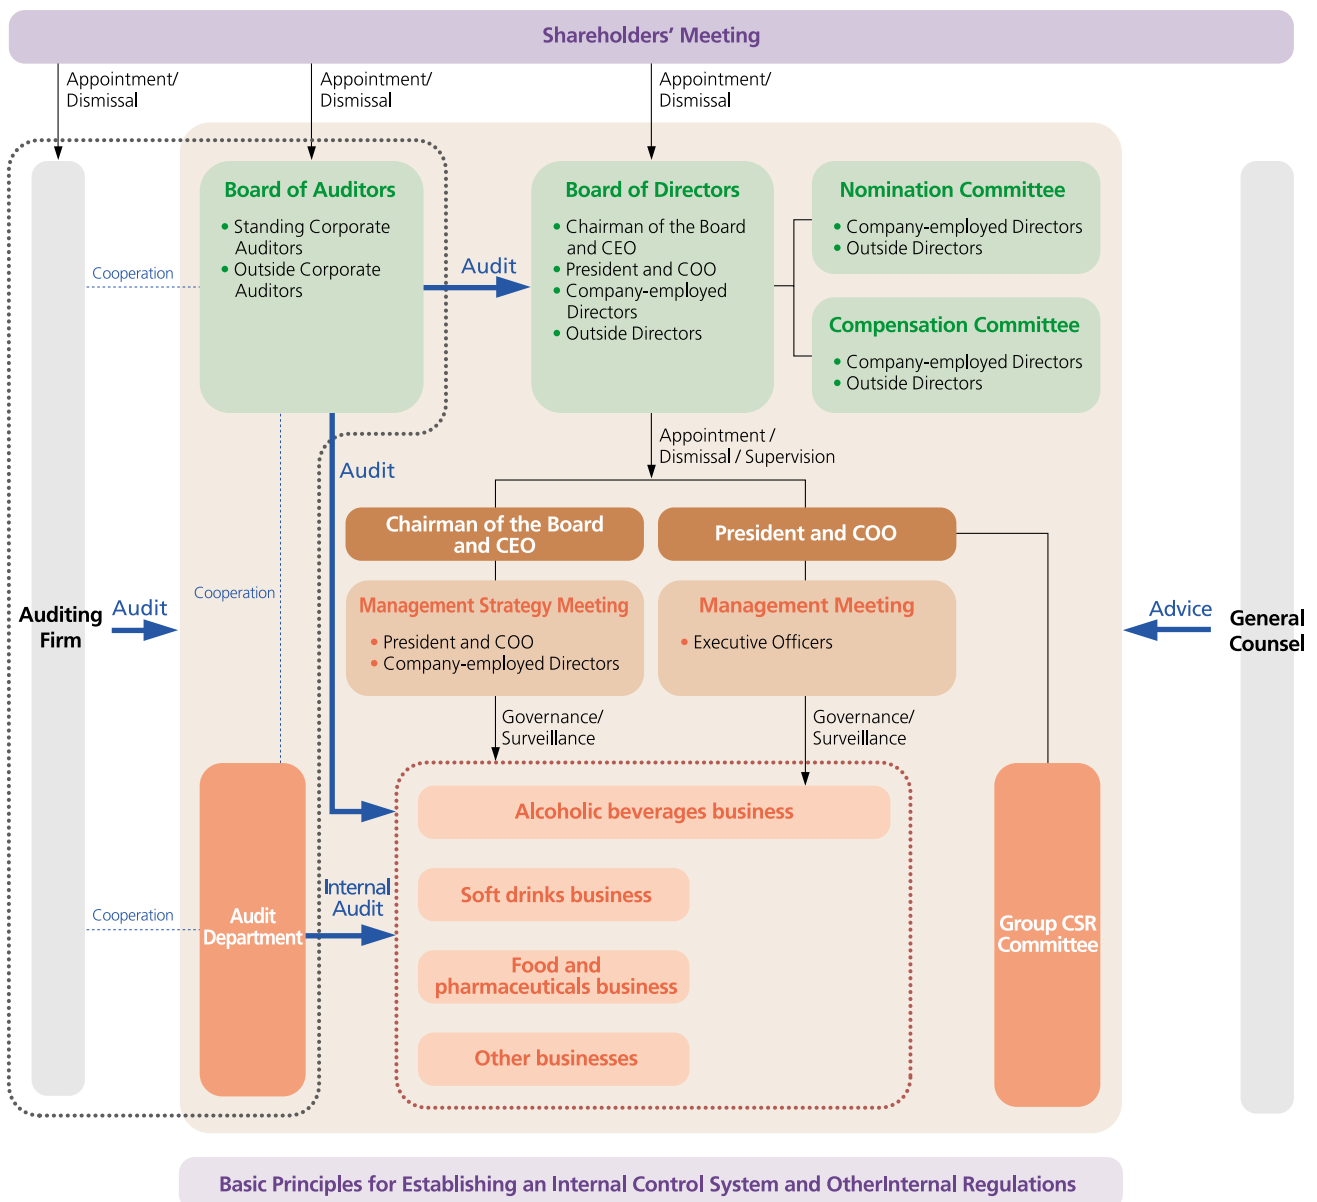 Shareholders' Meeting
Appointment/
Dismissal
Appointment/
Dismissal
Appointment/
Dismissal
Board of Auditors
• Standing Corporate
Auditors
• Outside Corporate
Auditors
Board of Directors
• Chairman of the Board
and CEO
• President and COO
• Company-employed
Directors
• Outside Directors
Nomination Committee
• Company-employed Directors
• Outside Directors
Compensation Committee
• Company-employed Directors
• Outside Directors
Cooperation
Audit
Appointment /
Dismissal / Supervision
Audit
Chairman of the Board
and CEO
President and COO
Cooperation
Management Strategy Meeting
• President and COO
• Company-employed Directors
Management Meeting
• Executive Officers
Auditing
Firm
Audit
Advice
General
Counsel
Governance/
Surveillance
Governance/
Surveillance
Alcoholic beverages business
Soft drinks business
Food and
pharmaceuticals business
Other businesses
Internal
Audit
Cooperation
Audit
Department
Group CSR
Committee
Basic Principles for Establishing an Internal Control System and OtherInternal Regulations